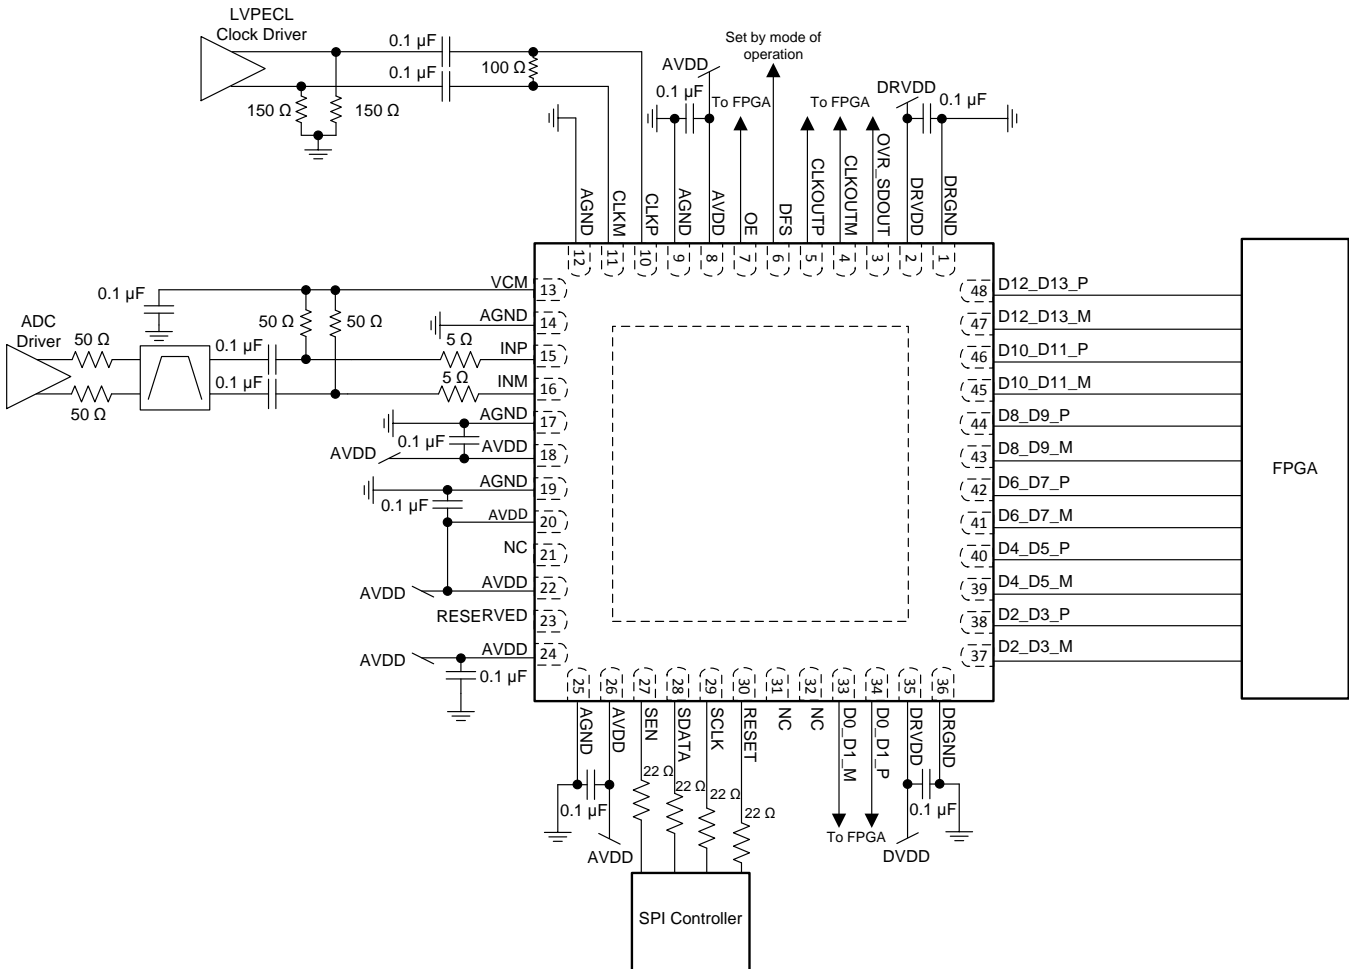 LVPECL
Clock Driver
0.1 µF
0.1 µF
100 Ω
150 Ω
150 Ω
Set by mode of
operation
AVDD
0.1 µF
To FPGA
To FPGA
DRVDD
0.1 µF
AGND
CLKM
CLKP
AGND
AVDD
OE
DFS
CLKOUTP
CLKOUTM
OVR_SDOUT
DRVDD
DRGND
12
11
10
9
8
7
6
5
4
3
2
1
ADC
Driver
50 Ω
50 Ω
0.1 µF
0.1 µF
0.1 µF
50 Ω
50 Ω
5 Ω
5 Ω
VCM
13
AGND
14
INP
15
INM
16
AGND
17
0.1 µF
AVDD
AVDD
18
AGND
19
0.1 µF
AVDD
20
NC
21
AVDD
AVDD
22
RESERVED
23
AVDD
AVDD
24
0.1 µF
48
D12_D13_P
47
D12_D13_M
46
D10_D11_P
45
D10_D11_M
44
D8_D9_P
43
D8_D9_M
42
D6_D7_P
41
D6_D7_M
40
D4_D5_P
39
D4_D5_M
38
D2_D3_P
37
D2_D3_M
FPGA
25
26
27
28
29
30
31
32
33
34
35
36
AGND
AVDD
SEN
SDATA
SCLK
RESET
NC
NC
D0_D1_M
D0_D1_P
DRVDD
DRGND
0.1 µF
AVDD
22 Ω
22 Ω
22 Ω
22 Ω
To FPGA
0.1 µF
DVDD
SPI Controller